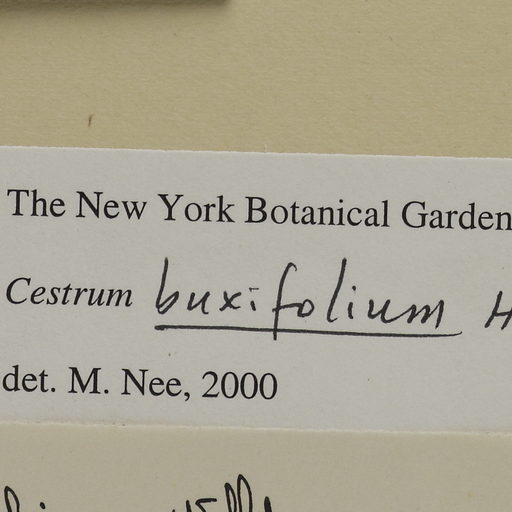 The New York Botanical Garden
Cestrum buxifolium H
det. M. Nee, 2000